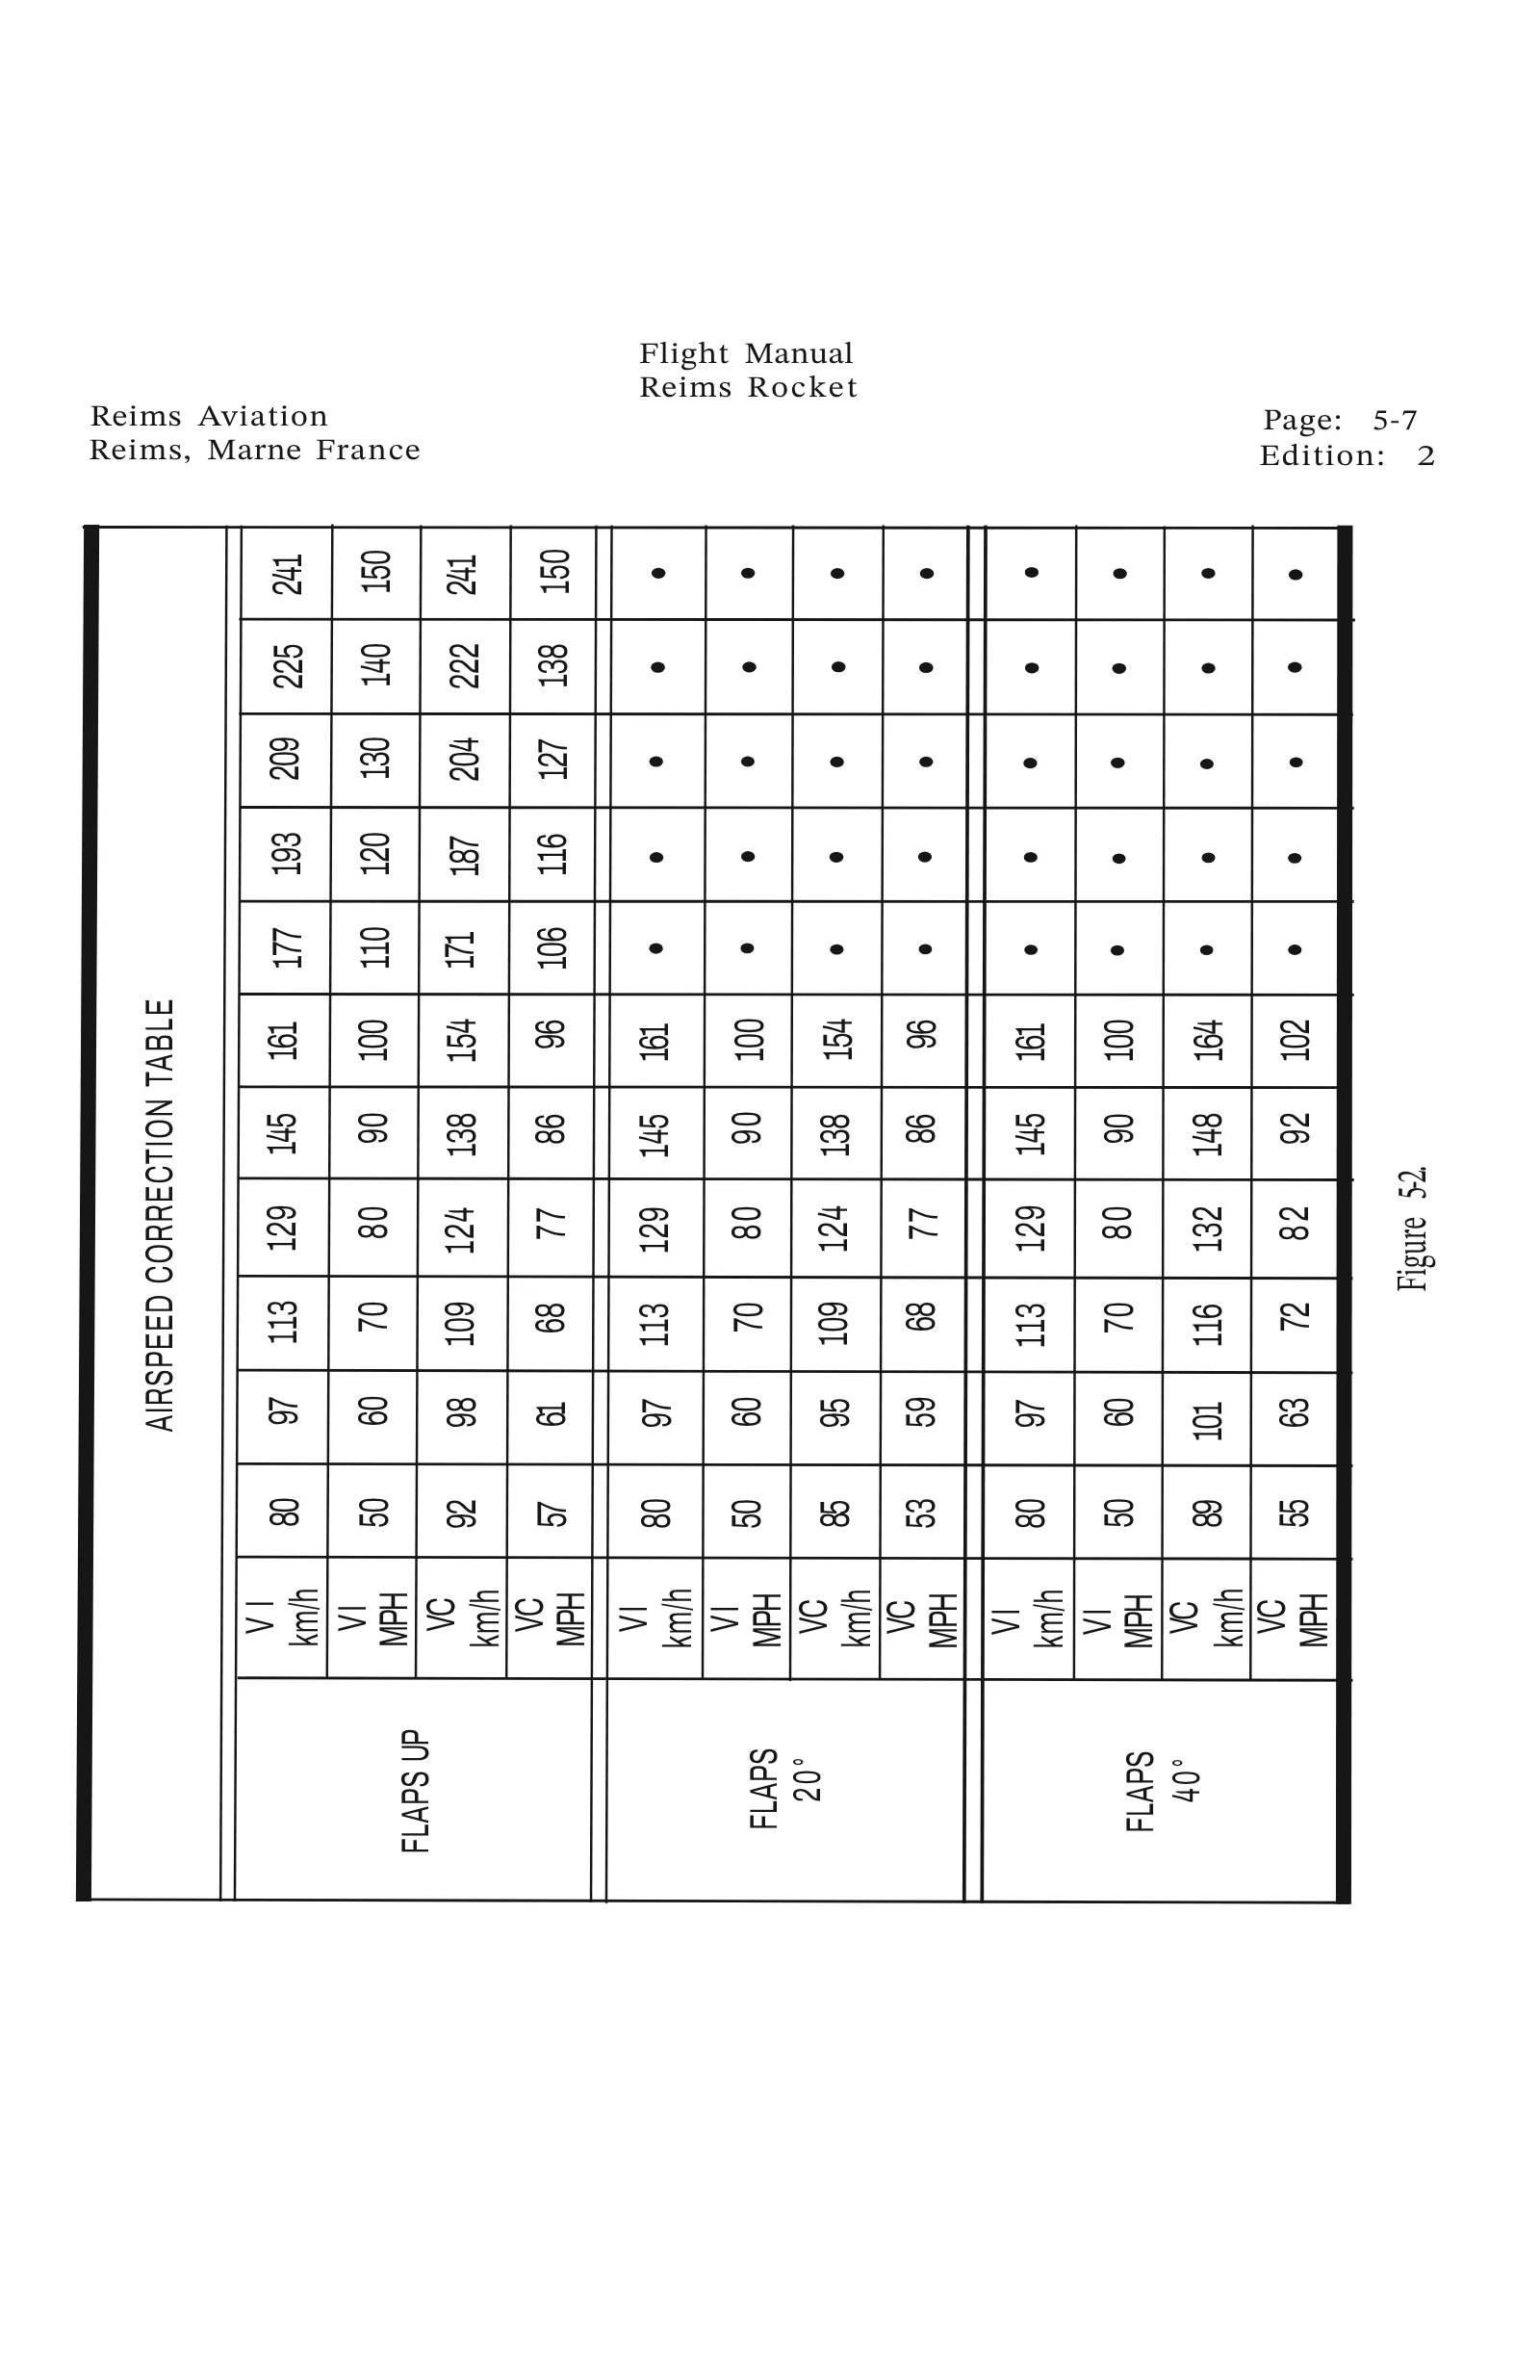 Flight Manual
Reims Rocket
Reims Aviation
Reims, Marne France
Page: 5-7
Edition: 2
AIRSPEED CORRECTION TABLE
FLAPS UP
VI km/h 80 97 113 129 145 161 177 193 209 225 241
VI MPH 50 60 70 80 90 100 110 120 130 140 150
VC km/h 92 98 109 124 138 154 171 187 204 222 241
VC MPH 57 61 68 77 86 96 106 116 127 138 150
FLAPS
20°
VI km/h 80 97 113 129 145 161 • • • • •
VI MPH 50 60 70 80 90 100 • • • • •
VC km/h 85 95 109 124 138 154 • • • • •
VC MPH 53 59 68 77 86 96 • • • • •
FLAPS
40°
VI km/h 80 97 113 129 145 161 • • • • •
VI MPH 50 60 70 80 90 100 • • • • •
VC km/h 89 101 116 132 148 164 • • • • •
VC MPH 55 63 72 82 92 102 • • • • •
Figure 5-2.